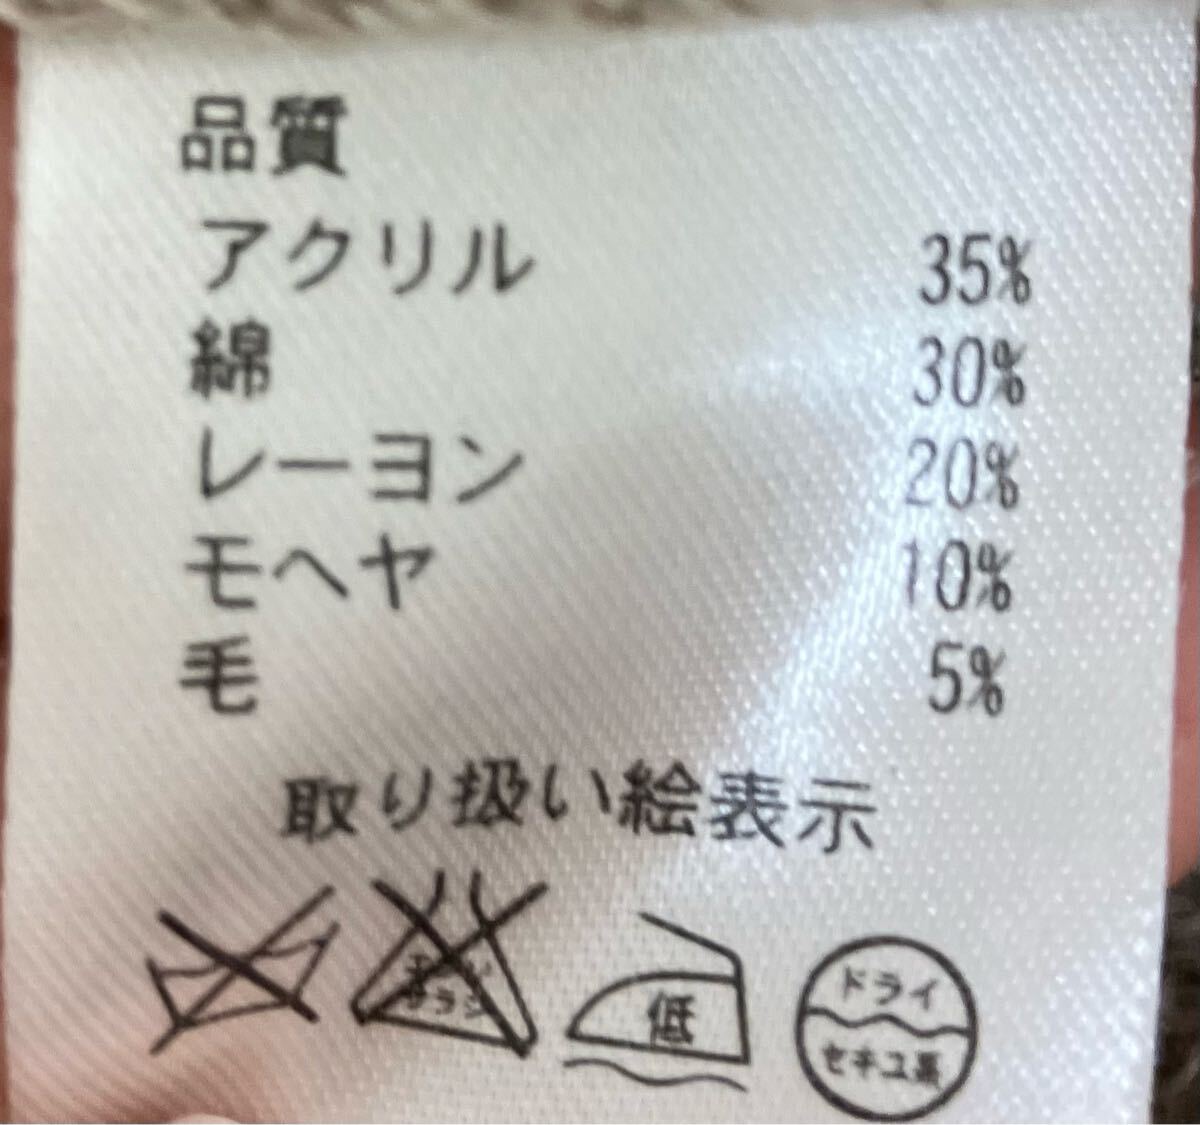 品質
アクリル 35%
綿 30%
レーヨン 20%
モヘヤ 10%
毛 5%
取り扱い絵表示
低
ドライ
セキユ系